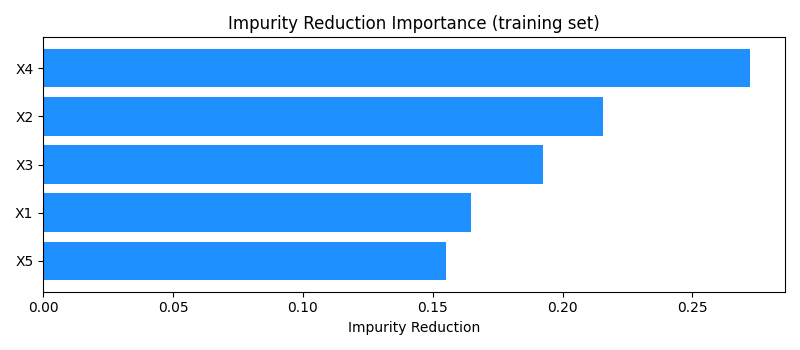 Impurity Reduction Importance (training set)
X4
X2
X3
X1
X5
0.00 0.05 0.10 0.15 0.20 0.25
Impurity Reduction